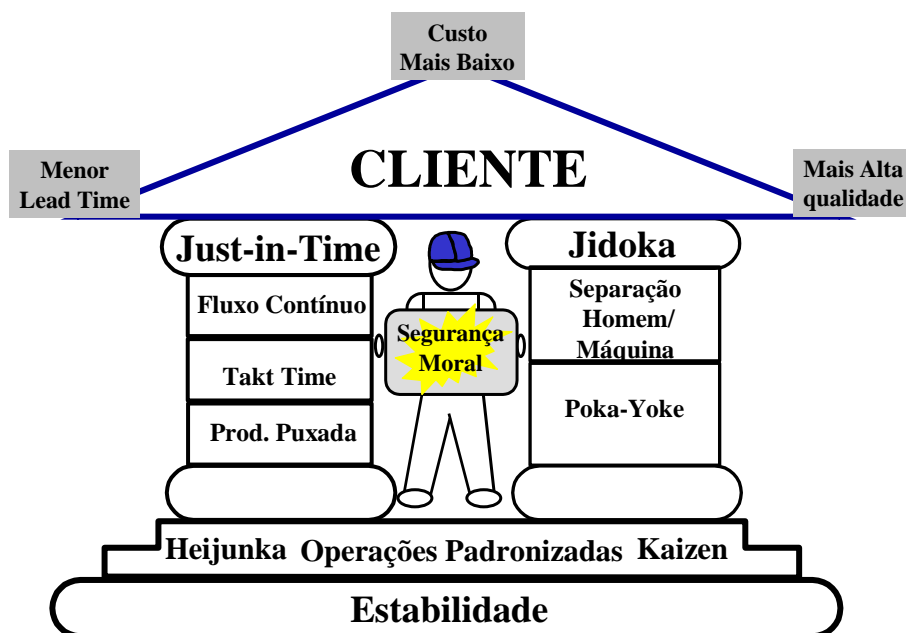 Custo
Mais Baixo
Menor
Lead Time
CLIENTE
Mais Alta
qualidade
Just-in-Time
Fluxo Contínuo
Takt Time
Prod. Puxada
Segurança
Moral
Jidoka
Separação
Homem/
Máquina
Poka-Yoke
Heijunka Operações Padronizadas Kaizen
Estabilidade